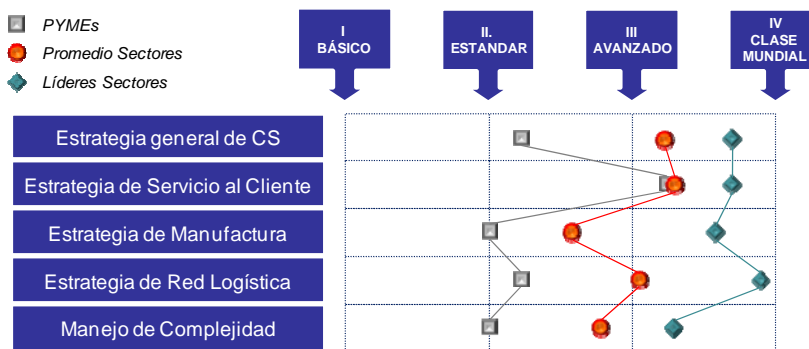 PYMEs
Promedio Sectores
Líderes Sectores
I
BÁSICO
II.
ESTANDAR
III
AVANZADO
IV
CLASE
MUNDIAL
Estrategia general de CS
Estrategia de Servicio al Cliente
Estrategia de Manufactura
Estrategia de Red Logística
Manejo de Complejidad